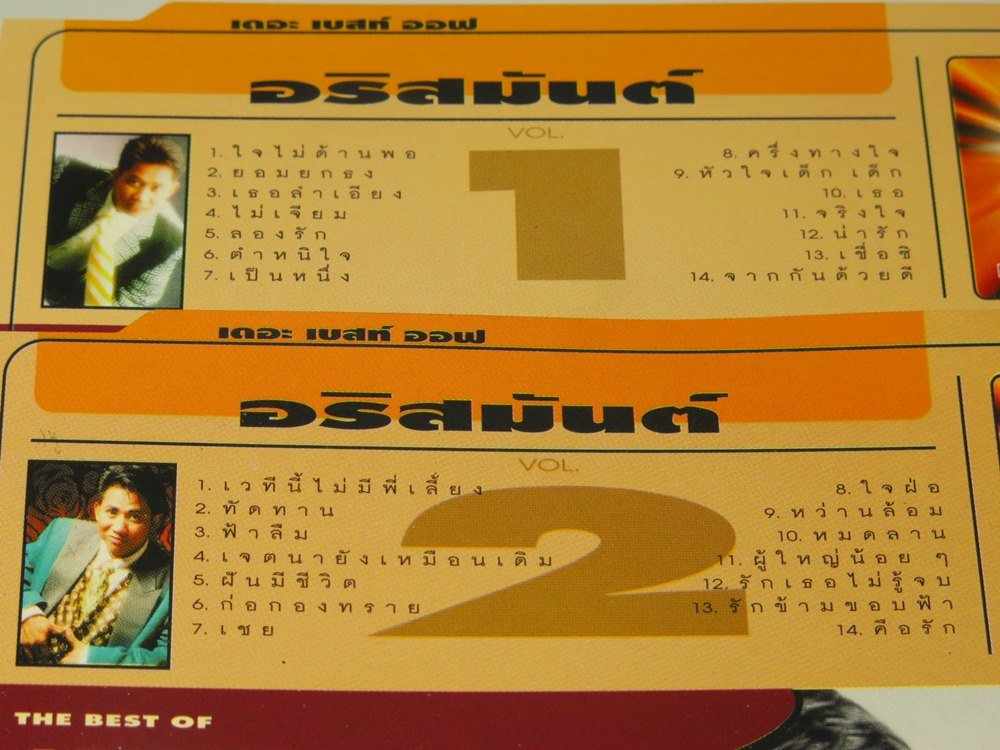 เดอะ เบสท์ ออฟ
อริสมันต์
VOL.
1
1. ใจไม่ด้านพอ
2. ยอมยกธง
3. เธอลำเอียง
4. ไม่เจียม
5. ลองรัก
6. ตำหนิใจ
7. เป็นหนึ่ง
8. ครึ่งทางใจ
9. หัวใจเด็ก เด็ก
10. เธอ
11. จริงใจ
12. น่ารัก
13. เชื่อซิ
14. จากกันด้วยดี
เดอะ เบสท์ ออฟ
อริสมันต์
VOL.
2
1. เวทีนี้ไม่มีพี่เลี้ยง
2. ทัดทาน
3. ฟ้าลืม
4. เจตนายังเหมือนเดิม
5. ฝันมีชีวิต
6. ก่อกองทราย
7. เชย
8. ใจฝ่อ
9. หว่านล้อม
10. หมดลาน
11. ผู้ใหญ่น้อย ๆ
12. รักเธอไม่รู้จบ
13. รักข้ามขอบฟ้า
14. คือรัก
THE BEST OF